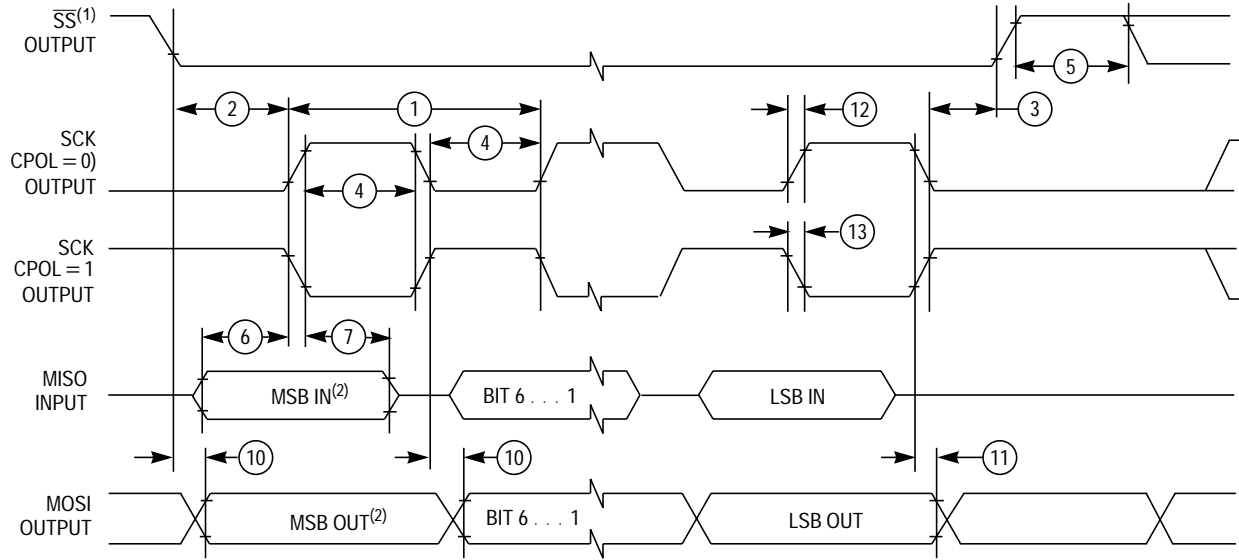 SS(1)
OUTPUT
5
2
1
12
3
SCK
CPOL = 0)
OUTPUT
4
4
SCK
CPOL = 1
OUTPUT
13
6
7
MISO
INPUT
MSB IN(2)
BIT 6 . . . 1
LSB IN
10
10
11
MOSI
OUTPUT
MSB OUT(2)
BIT 6 . . . 1
LSB OUT